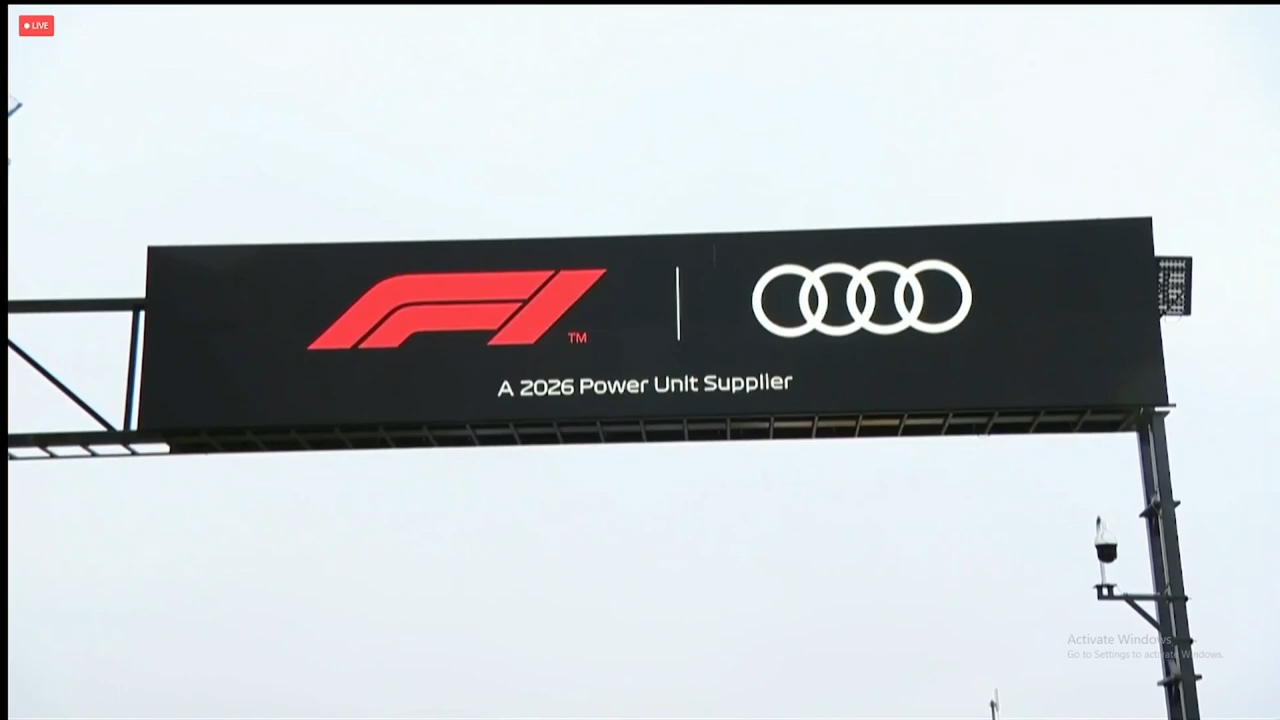 LIVE
F1
TM
A 2026 Power Unit Supplier
Activate Windows
Go to Settings to activate Windows.